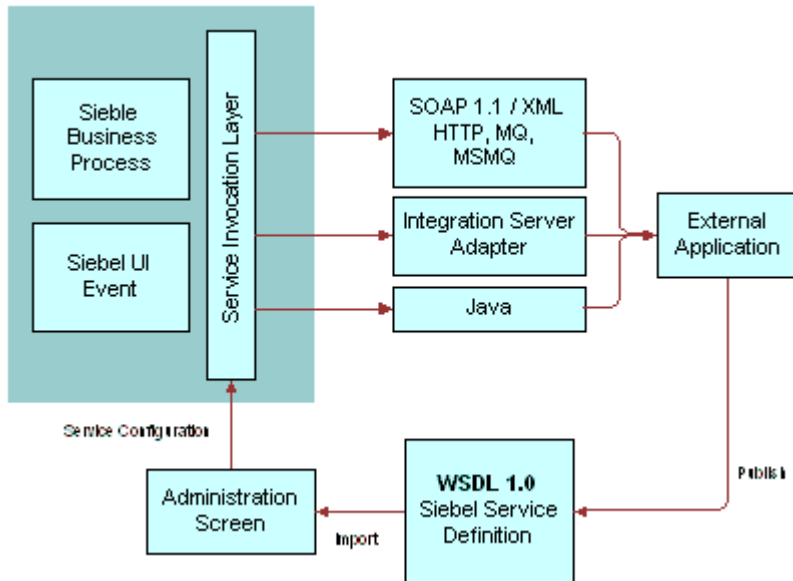 Sieble
Business
Process
Siebel UI
Event
Service Invocation Layer
SOAP 1.1 / XML
HTTP, MQ,
MSMQ
Integration Server
Adapter
Java
External
Application
Service Configuration
Administration
Screen
Import
WSDL 1.0
Siebel Service
Definition
Publish